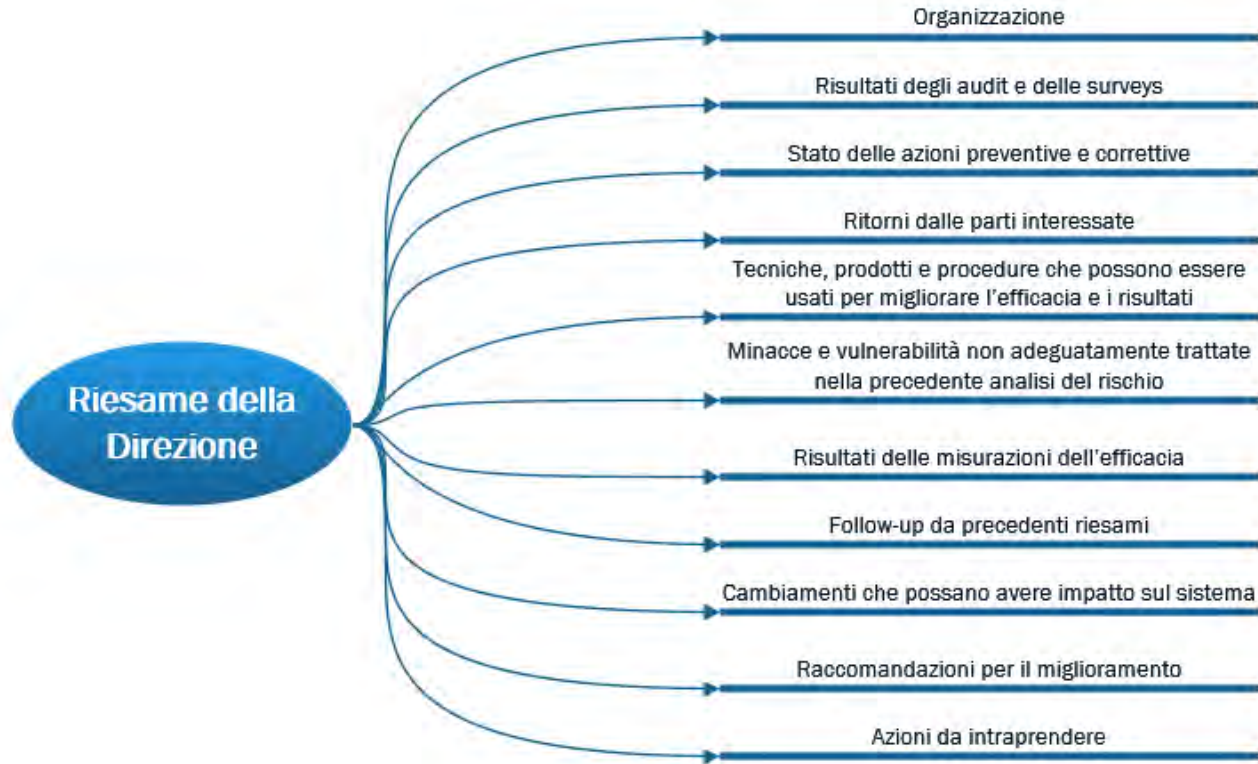 Organizzazione
Risultati degli audit e delle surveys
Stato delle azioni preventive e correttive
Ritorni dalle parti interessate
Tecniche, prodotti e procedure che possono essere
usati per migliorare l'efficacia e i risultati
Minacce e vulnerabilità non adeguatamente trattate
nella precedente analisi del rischio
Riesame della
Direzione
Risultati delle misurazioni dell'efficacia
Follow-up da precedenti riesami
Cambiamenti che possano avere impatto sul sistema
Raccomandazioni per il miglioramento
Azioni da intraprendere